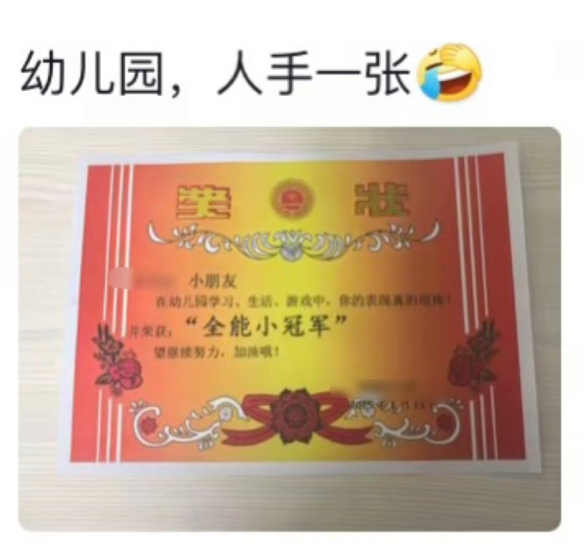 幼儿园，人手一张🤣
奖 状
小朋友
在幼儿园学习、生活、游戏中，你的表现真的很棒！
并荣获：“全能小冠军”
望继续努力，加油哦！